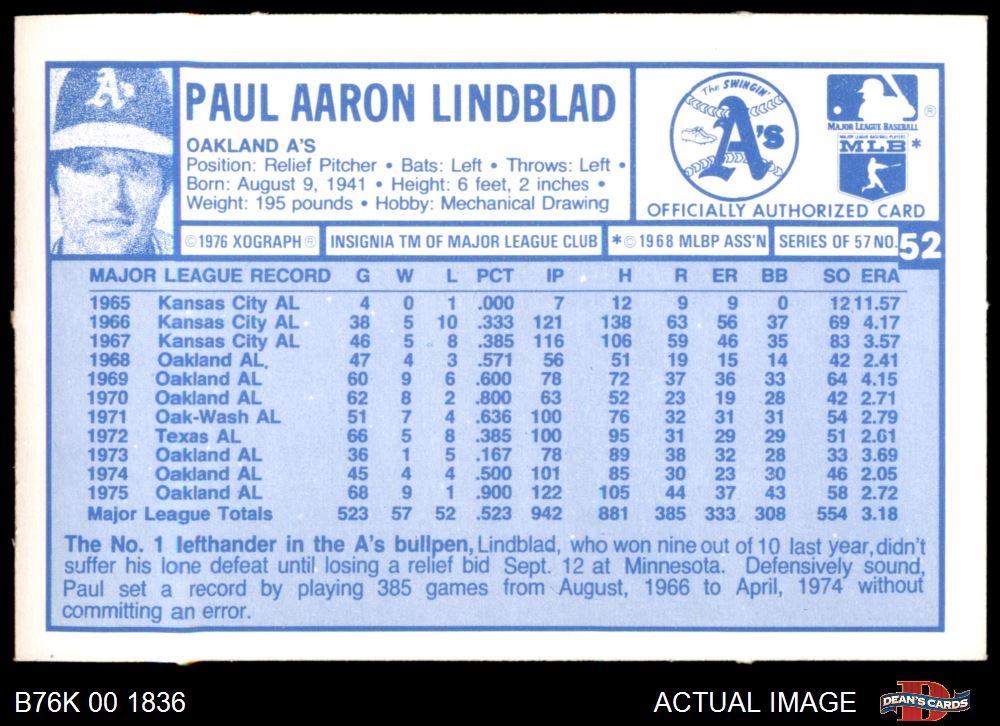 A's
PAUL AARON LINDBLAD
OAKLAND A'S
Position: Relief Pitcher • Bats: Left • Throws: Left •
Born: August 9, 1941 • Height: 6 feet, 2 inches •
Weight: 195 pounds • Hobby: Mechanical Drawing
The SWINGIN'
A's
®
MAJOR LEAGUE BASEBALL
MAJOR LEAGUE BASEBALL PLAYERS
MLB *
OFFICIALLY AUTHORIZED CARD
© 1976 XOGRAPH ® INSIGNIA TM OF MAJOR LEAGUE CLUB *© 1968 MLBP ASS'N SERIES OF 57 NO. 52
MAJOR LEAGUE RECORD G W L PCT IP H R ER BB SO ERA
1965 Kansas City AL 4 0 1 .000 7 12 9 9 0 12 11.57
1966 Kansas City AL 38 5 10 .333 121 138 63 56 37 69 4.17
1967 Kansas City AL 46 5 8 .385 116 106 59 46 35 83 3.57
1968 Oakland AL. 47 4 3 .571 56 51 19 15 14 42 2.41
1969 Oakland AL 60 9 6 .600 78 72 37 36 33 64 4.15
1970 Oakland AL 62 8 2 .800 63 52 23 19 28 42 2.71
1971 Oak-Wash AL 51 7 4 .636 100 76 32 31 31 54 2.79
1972 Texas AL 66 5 8 .385 100 95 31 29 29 51 2.61
1973 Oakland AL 36 1 5 .167 78 89 38 32 28 33 3.69
1974 Oakland AL 45 4 4 .500 101 85 30 23 30 46 2.05
1975 Oakland AL 68 9 1 .900 122 105 44 37 43 58 2.72
Major League Totals 523 57 52 .523 942 881 385 333 308 554 3.18
The No. 1 lefthander in the A's bullpen, Lindblad, who won nine out of 10 last year, didn't
suffer his lone defeat until losing a relief bid Sept. 12 at Minnesota. Defensively sound,
Paul set a record by playing 385 games from August, 1966 to April, 1974 without
committing an error.
B76K 00 1836
ACTUAL IMAGE
DEAN'S CARDS